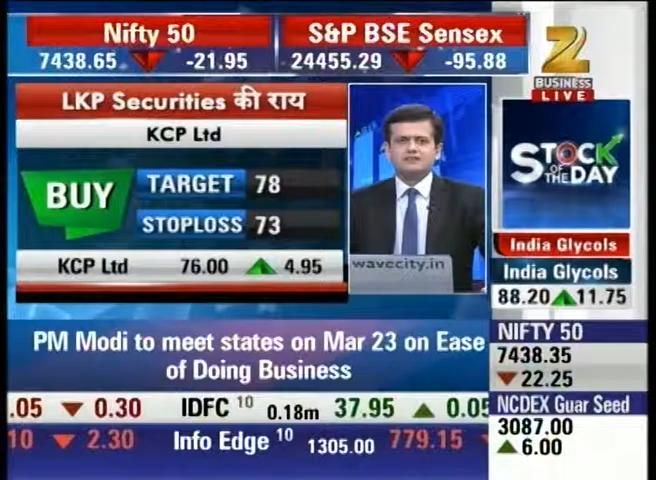 Nifty 50
7438.65 -21.95
S&P BSE Sensex
24455.29 -95.88
Z
BUSINESS
LIVE
LKP Securities की राय
KCP Ltd
BUY
TARGET 78
STOPLOSS 73
KCP Ltd 76.00 4.95
wavecity.in
STOCK
OF THE DAY
India Glycols
India Glycols
88.20 11.75
PM Modi to meet states on Mar 23 on Ease
of Doing Business
NIFTY 50
7438.35
22.25
NCDEX Guar Seed
3087.00
6.00
.05 0.30 IDFC 10 0.18m 37.95 0.05
10 2.30 Info Edge 10 1305.00 779.15